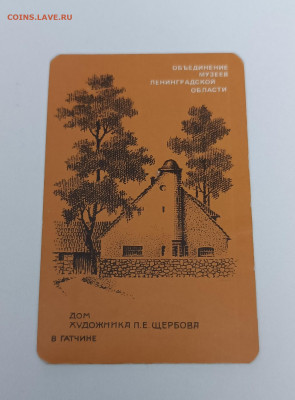 COINS.LAVE.RU
ОБЪЕДИНЕНИЕ
МУЗЕЕВ
ЛЕНИНГРАДСКОЙ
ОБЛАСТИ
ДОМ
ХУДОЖНИКА П.Е. ЩЕРБОВА
В ГАТЧИНЕ